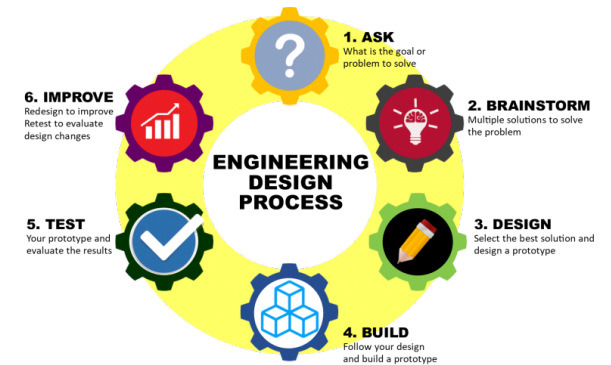 ENGINEERING
DESIGN
PROCESS
1. ASK
What is the goal or
problem to solve
2. BRAINSTORM
Multiple solutions to solve
the problem
3. DESIGN
Select the best solution and
design a prototype
4. BUILD
Follow your design
and build a prototype
5. TEST
Your prototype and
evaluate the results
6. IMPROVE
Redesign to improve
Retest to evaluate
design changes